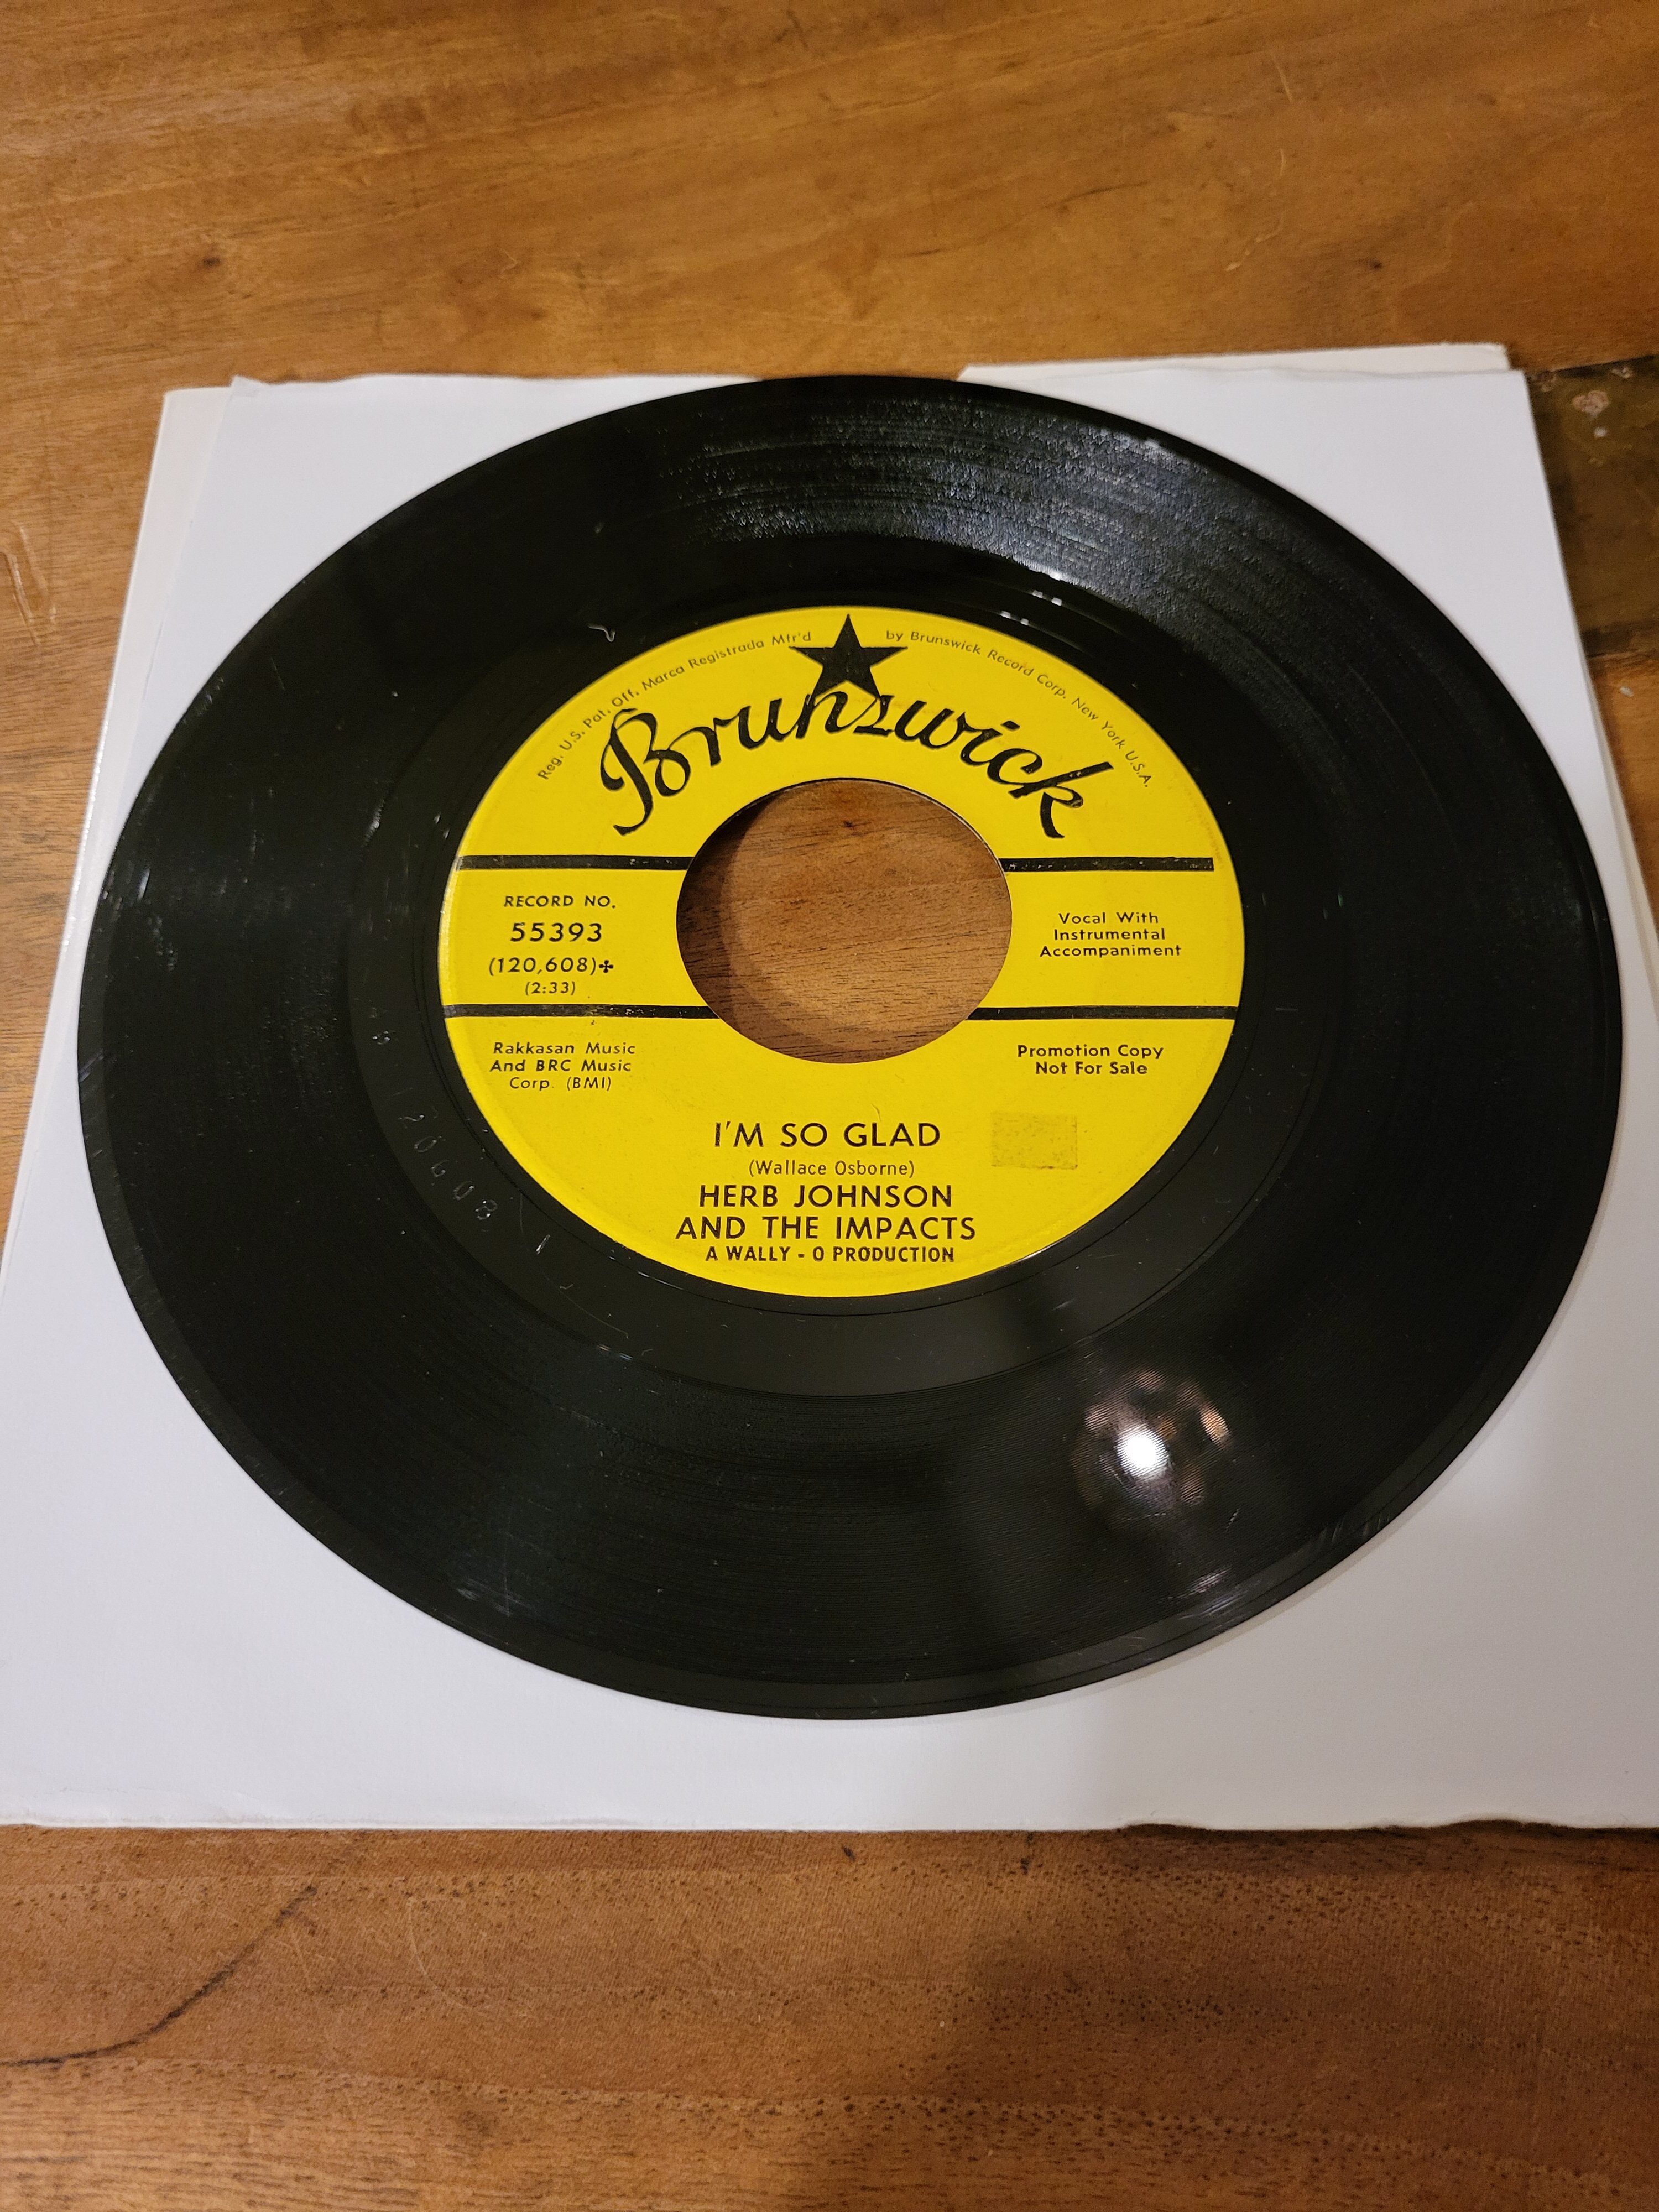 Reg. U.S. Pat. Off. Marca Registrada Mfr'd by Brunswick Record Corp. New York U.S.A.
Brunswick
RECORD NO.
55393
(120,608)✤
(2:33)
Vocal With
Instrumental
Accompaniment
Rakkasan Music
And BRC Music
Corp. (BMI)
Promotion Copy
Not For Sale
I'M SO GLAD
(Wallace Osborne)
HERB JOHNSON
AND THE IMPACTS
A WALLY - O PRODUCTION
120608